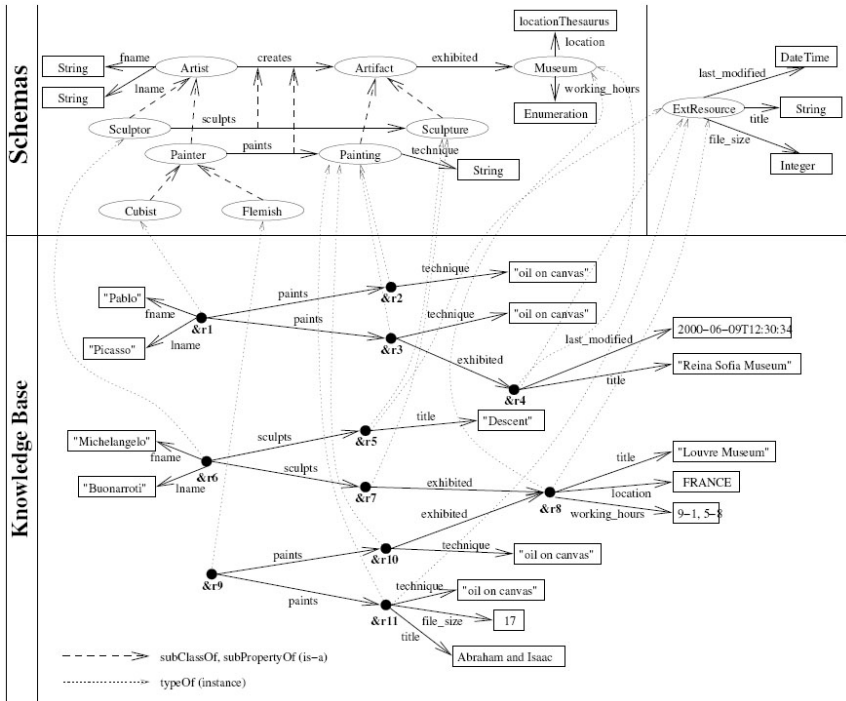 Schemas
locationThesaurus
location
fname
String
Artist
creates
Artifact
exhibited
Museum
DateTime
last_modified
String
lname
working_hours
Enumeration
ExtResource
title
String
file_size
Integer
Sculptor
sculpts
Sculpture
Painter
paints
Painting
technique
String
Cubist
Flemish
Knowledge Base
"Pablo"
fname
paints
&r2
technique
"oil on canvas"
"Picasso"
lname
&r1
paints
&r3
technique
"oil on canvas"
exhibited
last_modified
2000-06-09T12:30:34
&r4
title
"Reina Sofia Museum"
"Michelangelo"
fname
sculpts
&r5
title
"Descent"
"Buonarroti"
lname
&r6
sculpts
&r7
exhibited
&r8
title
"Louvre Museum"
location
FRANCE
working_hours
9-1, 5-8
exhibited
paints
&r10
technique
"oil on canvas"
&r9
paints
&r11
technique
"oil on canvas"
file_size
17
title
Abraham and Isaac
subClassOf, subPropertyOf (is-a)
typeOf (instance)